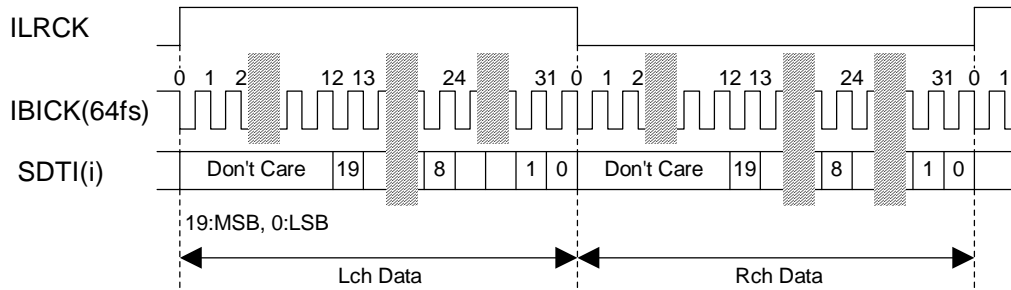 ILRCK
0 1 2 12 13 24 31 0 1 2 12 13 24 31 0 1
IBICK(64fs)
SDTI(i) Don't Care 19 8 1 0 Don't Care 19 8 1 0
19:MSB, 0:LSB
Lch Data Rch Data